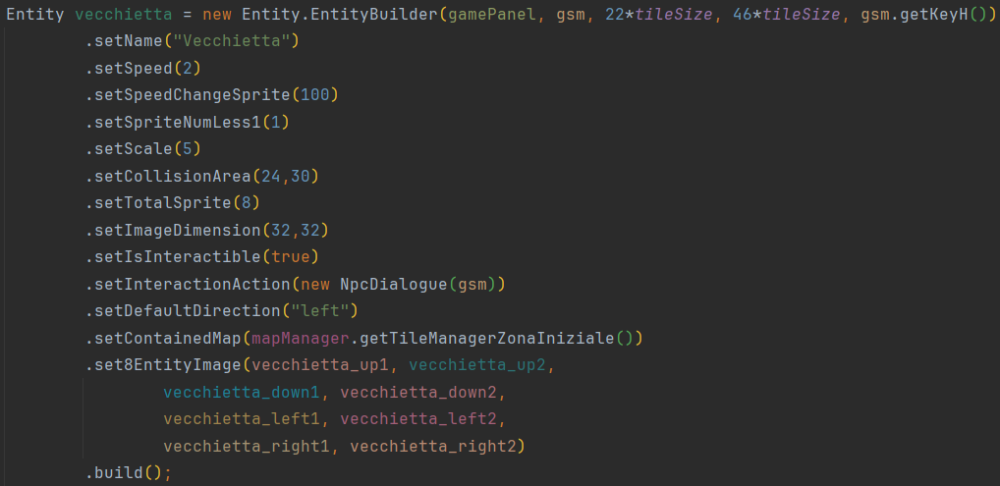 Entity vecchietta = new Entity.EntityBuilder(gamePanel, gsm, 22*tileSize, 46*tileSize, gsm.getKeyH())
.setName("Vecchietta")
.setSpeed(2)
.setSpeedChangeSprite(100)
.setSpriteNumLess1(1)
.setScale(5)
.setCollisionArea(24,30)
.setTotalSprite(8)
.setImageDimension(32,32)
.setIsInteractible(true)
.setInteractionAction(new NpcDialogue(gsm))
.setDefaultDirection("left")
.setContainedMap(mapManager.getTileManagerZonaIniziale())
.set8EntityImage(vecchietta_up1, vecchietta_up2,
vecchietta_down1, vecchietta_down2,
vecchietta_left1, vecchietta_left2,
vecchietta_right1, vecchietta_right2)
.build();